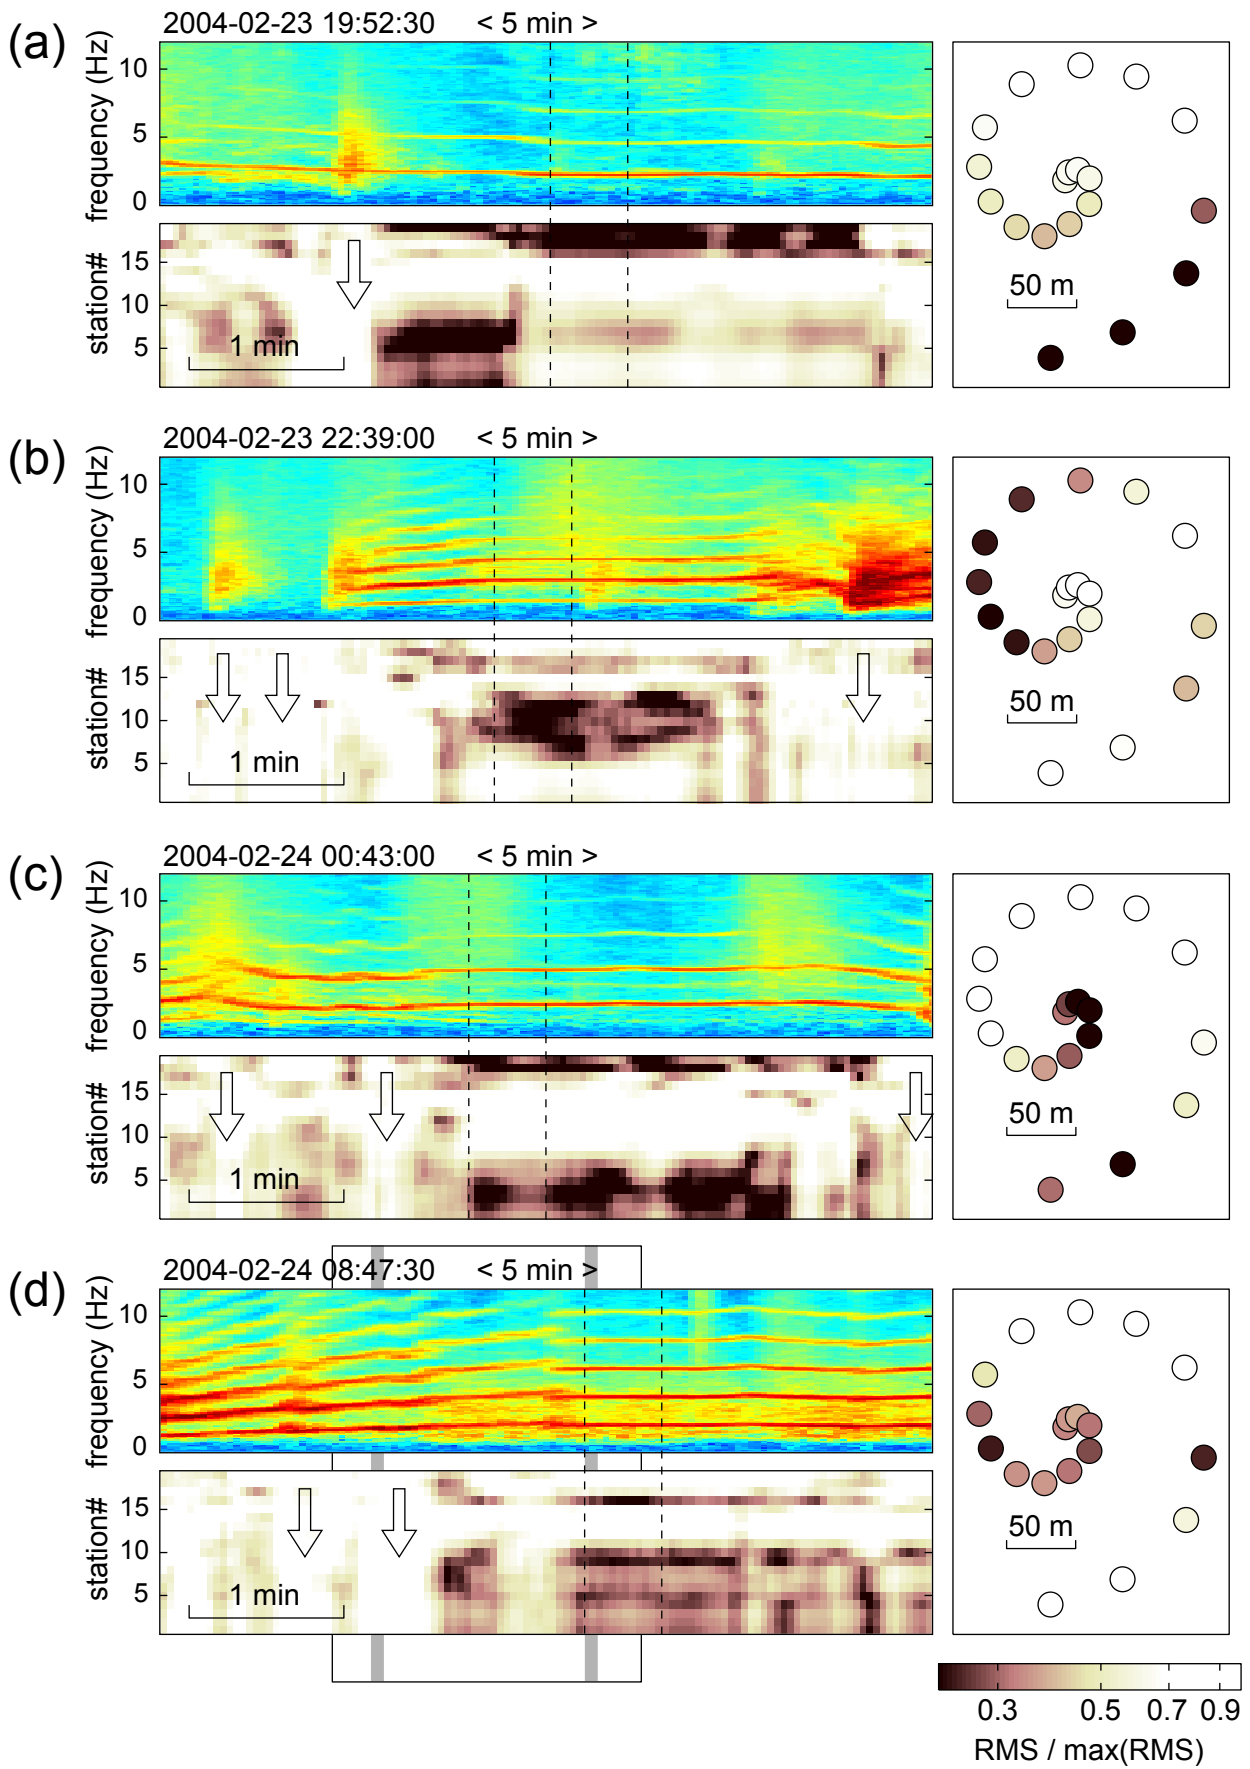 (a)
2004-02-23 19:52:30 < 5 min >
frequency (Hz)
10
5
0
station#
15
10
5
1 min
50 m
(b)
2004-02-23 22:39:00 < 5 min >
frequency (Hz)
10
5
0
station#
15
10
5
1 min
50 m
(c)
2004-02-24 00:43:00 < 5 min >
frequency (Hz)
10
5
0
station#
15
10
5
1 min
50 m
(d)
2004-02-24 08:47:30 < 5 min >
frequency (Hz)
10
5
0
station#
15
10
5
1 min
50 m
0.3 0.5 0.7 0.9
RMS / max(RMS)